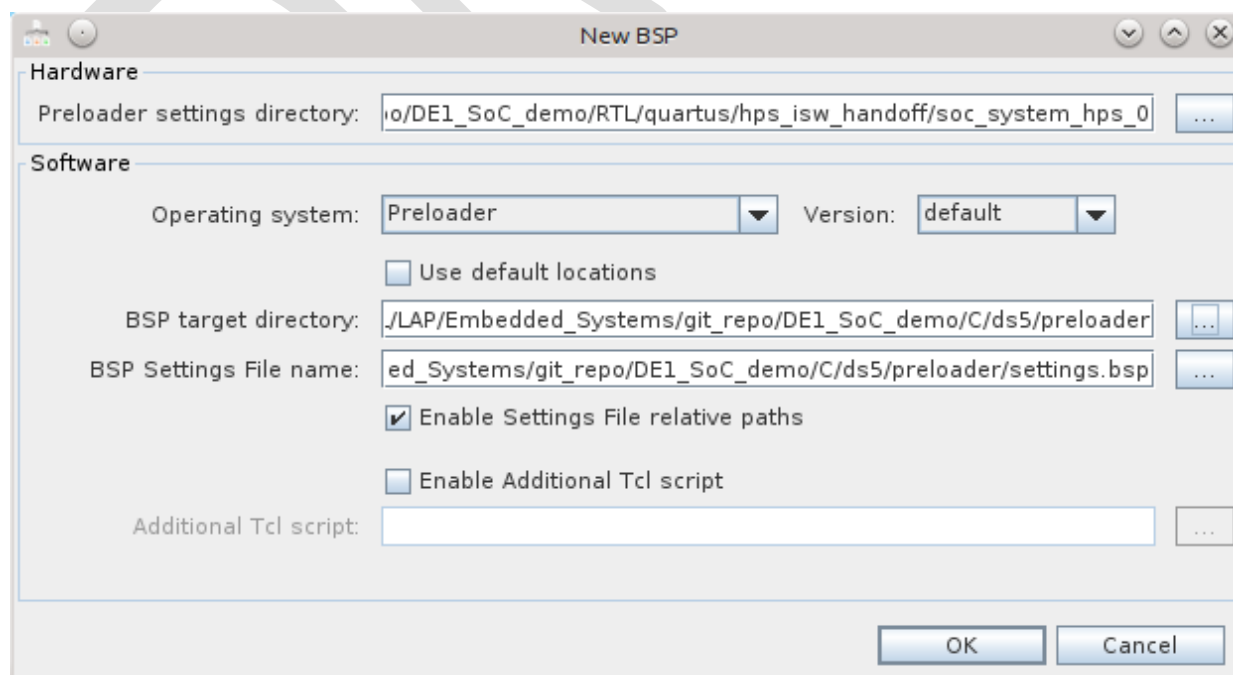 New BSP
Hardware
Preloader settings directory: o/DE1_SoC_demo/RTL/quartus/hps_isw_handoff/soc_system_hps_0 ...
Software
Operating system: Preloader Version: default
Use default locations
BSP target directory: ./LAP/Embedded_Systems/git_repo/DE1_SoC_demo/C/ds5/preloader ...
BSP Settings File name: ed_Systems/git_repo/DE1_SoC_demo/C/ds5/preloader/settings.bsp ...
Enable Settings File relative paths
Enable Additional Tcl script
Additional Tcl script: ...
OK Cancel